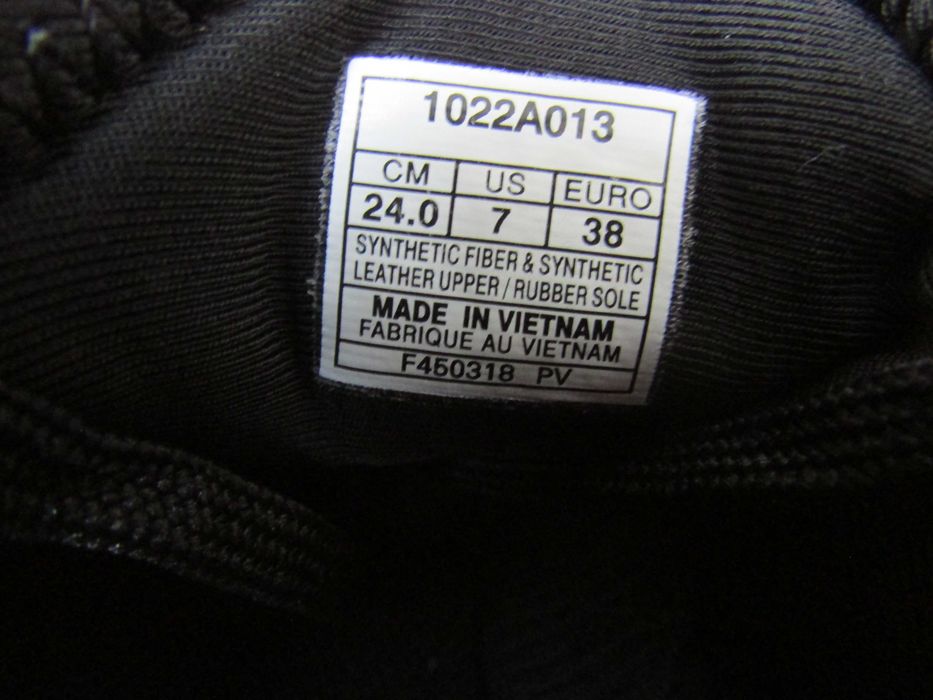 1022A013
CM US EURO
24.0 7 38
SYNTHETIC FIBER & SYNTHETIC
LEATHER UPPER / RUBBER SOLE
MADE IN VIETNAM
FABRIQUE AU VIETNAM
F450318 PV